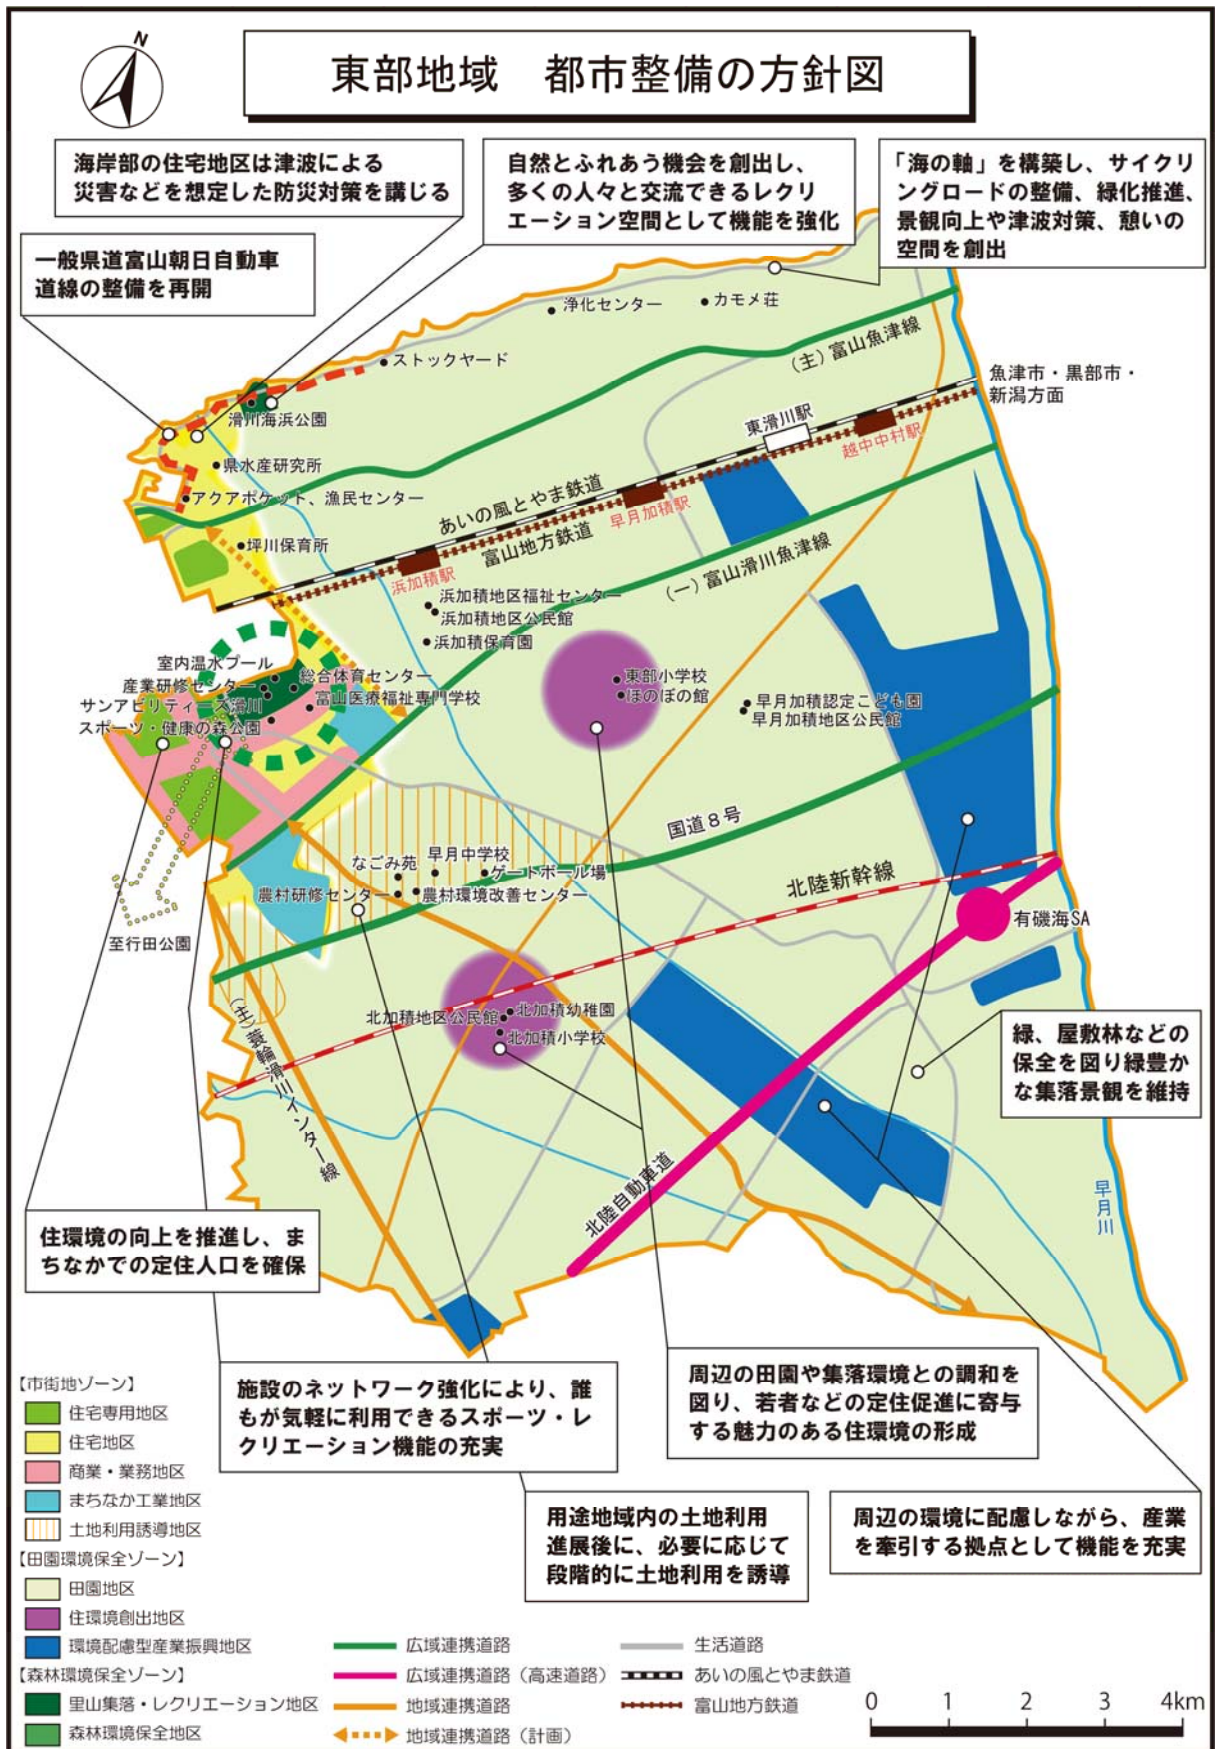 N
東部地域　都市整備の方針図
海岸部の住宅地区は津波による
災害などを想定した防災対策を講じる
自然とふれあう機会を創出し、
多くの人々と交流できるレクリ
エーション空間として機能を強化
「海の軸」を構築し、サイクリ
ングロードの整備、緑化推進、
景観向上や津波対策、憩いの
空間を創出
一般県道富山朝日自動車
道線の整備を再開
浄化センター
カモメ荘
ストックヤード
(主)富山魚津線
魚津市・黒部市・
新潟方面
滑川海浜公園
東滑川駅
越中中村駅
県水産研究所
アクアポケット、漁民センター
あいの風とやま鉄道
早月加積駅
富山地方鉄道
坪川保育所
浜加積駅
(一)富山滑川魚津線
浜加積地区福祉センター
浜加積地区公民館
浜加積保育園
室内温水プール
総合体育センター
産業研修センター
富山医療福祉専門学校
サンアビリティーズ滑川
スポーツ・健康の森公園
東部小学校
ほのぼの館
早月加積認定こども園
早月加積地区公民館
国道８号
なごみ苑
早月中学校
ゲートボール場
農村研修センター
農村環境改善センター
北陸新幹線
有磯海SA
至行田公園
(主)蓑輪滑川インター線
北加積幼稚園
北加積地区公民館
北加積小学校
緑、屋敷林などの
保全を図り緑豊か
な集落景観を維持
北陸自動車道
早月川
住環境の向上を推進し、ま
ちなかでの定住人口を確保
施設のネットワーク強化により、誰
もが気軽に利用できるスポーツ・レ
クリエーション機能の充実
周辺の田園や集落環境との調和を
図り、若者などの定住促進に寄与
する魅力のある住環境の形成
用途地域内の土地利用
進展後に、必要に応じて
段階的に土地利用を誘導
周辺の環境に配慮しながら、産業
を牽引する拠点として機能を充実
【市街地ゾーン】
住宅専用地区
住宅地区
商業・業務地区
まちなか工業地区
土地利用誘導地区
【田園環境保全ゾーン】
田園地区
住環境創出地区
環境配慮型産業振興地区
【森林環境保全ゾーン】
里山集落・レクリエーション地区
森林環境保全地区
広域連携道路
広域連携道路（高速道路）
地域連携道路
地域連携道路（計画）
生活道路
あいの風とやま鉄道
富山地方鉄道
0 1 2 3 4km